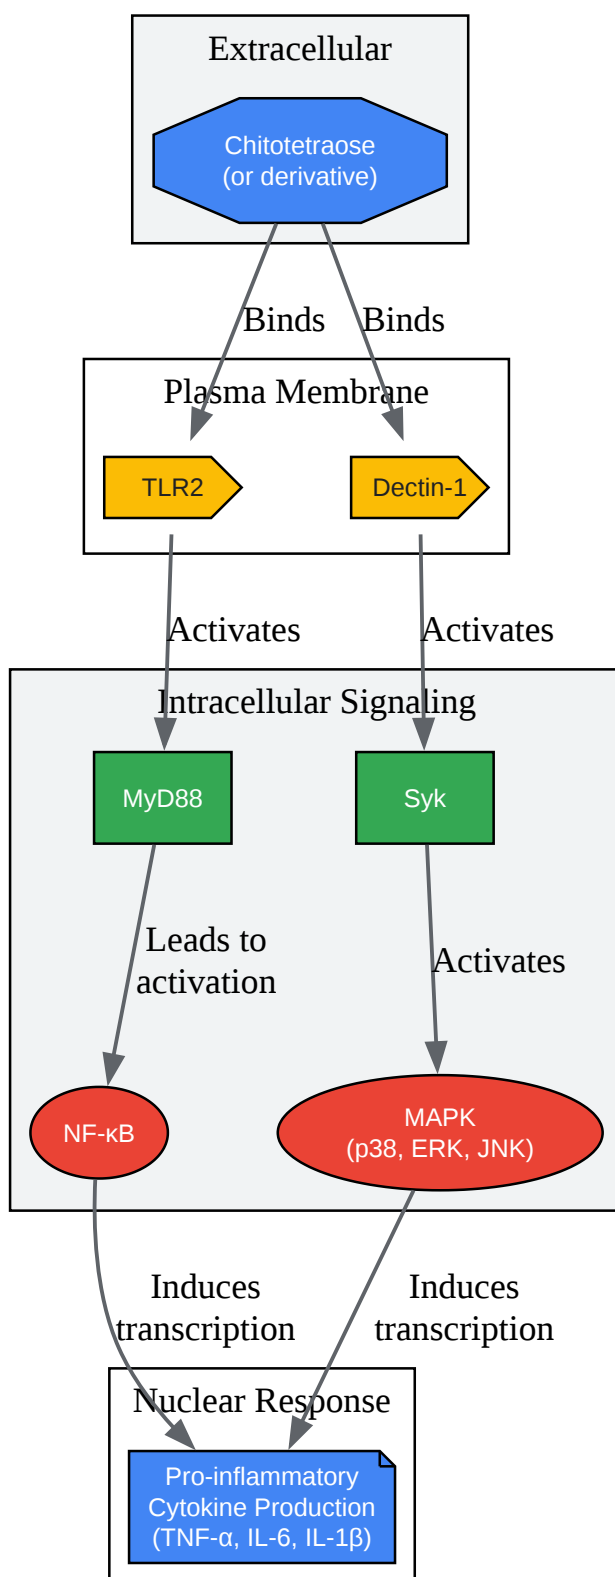 Extracellular
Chitotetraose
(or derivative)
Binds
Binds
Plasma Membrane
TLR2
Dectin-1
Activates
Activates
Intracellular Signaling
MyD88
Syk
Leads to
activation
Activates
NF-κB
MAPK
(p38, ERK, JNK)
Induces
transcription
Induces
transcription
Nuclear Response
Pro-inflammatory
Cytokine Production
(TNF-α, IL-6, IL-1β)